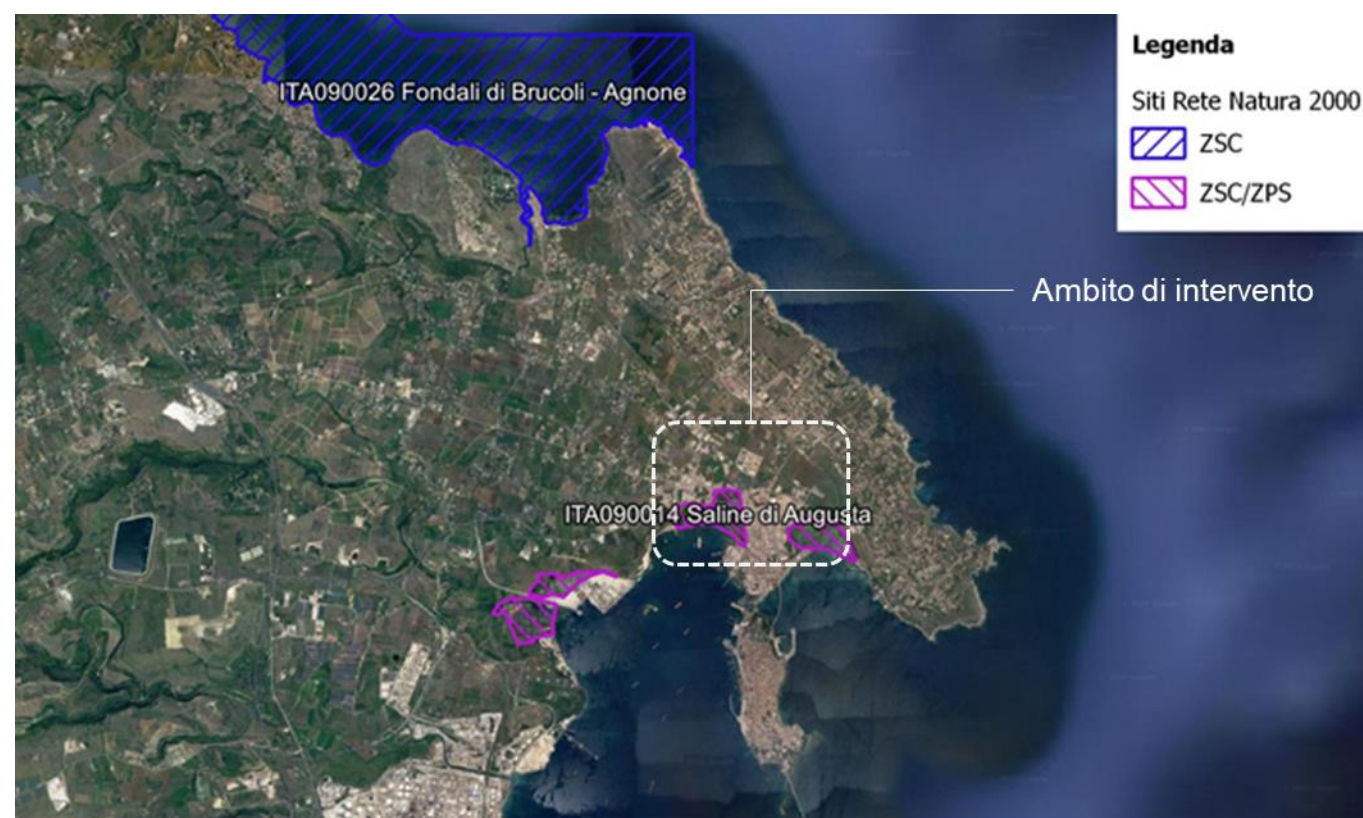 Legenda
Siti Rete Natura 2000
ZSC
ZSC/ZPS
ITA090026 Fondali di Brucoli - Agnone
Ambito di intervento
ITA090014 Saline di Augusta